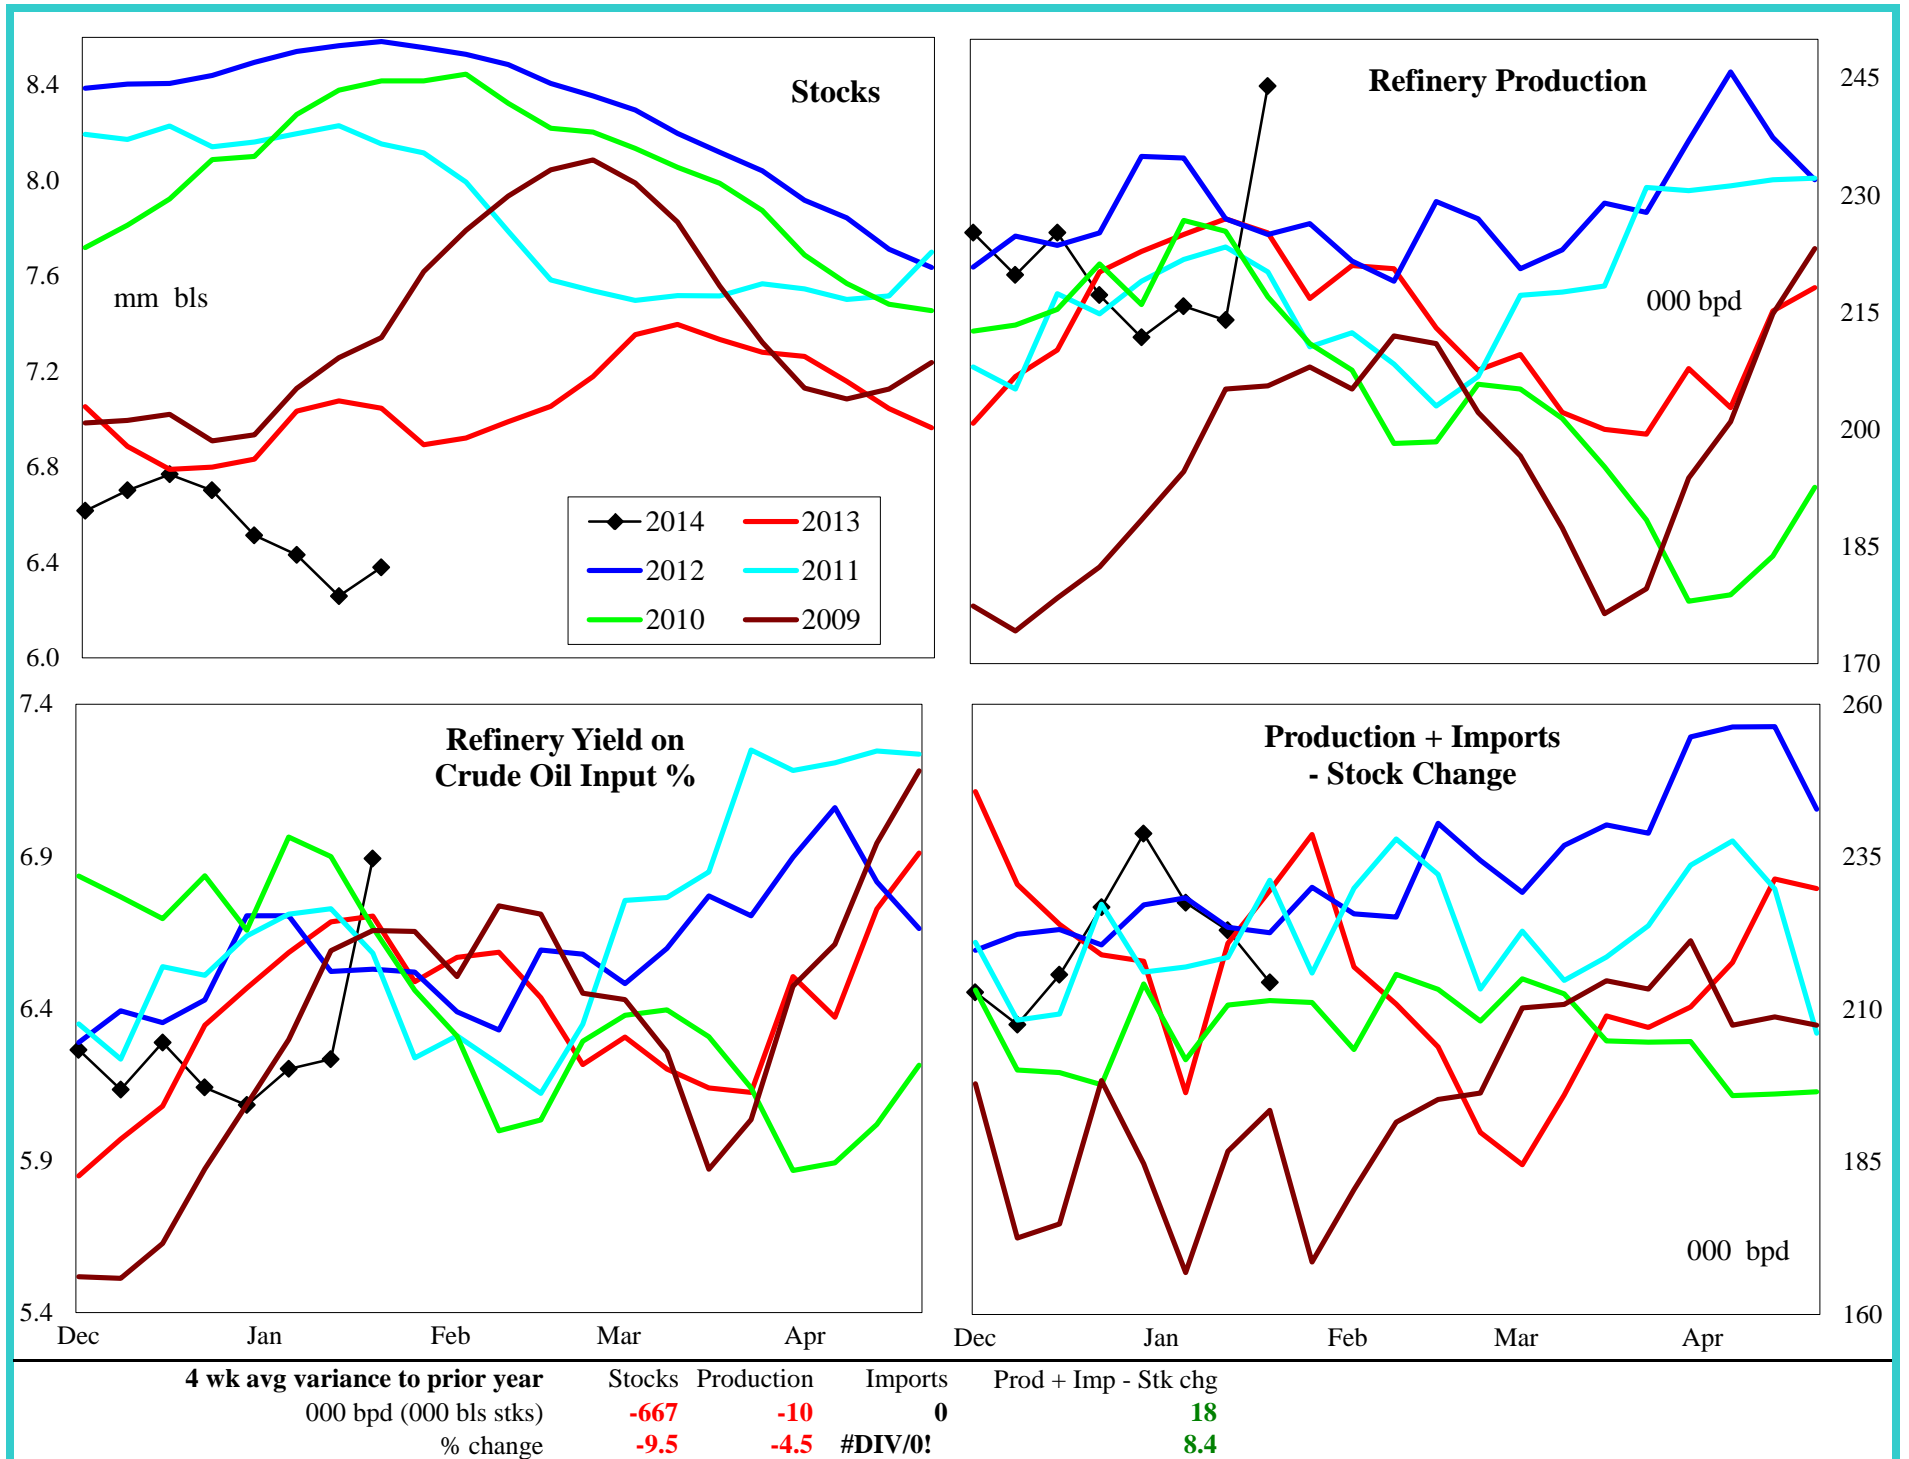 Stocks
8.4
8.0
7.6
7.2
6.8
6.4
6.0
mm bls
2014 2013
2012 2011
2010 2009
Refinery Production
245
230
215
200
185
170
000 bpd
Refinery Yield on
Crude Oil Input %
7.4
6.9
6.4
5.9
5.4
Dec Jan Feb Mar Apr
Production + Imports
- Stock Change
260
235
210
185
160
000 bpd
Dec Jan Feb Mar Apr
4 wk avg variance to prior year Stocks Production Imports Prod + Imp - Stk chg
000 bpd (000 bls stks) -667 -10 0 18
% change -9.5 -4.5 #DIV/0! 8.4